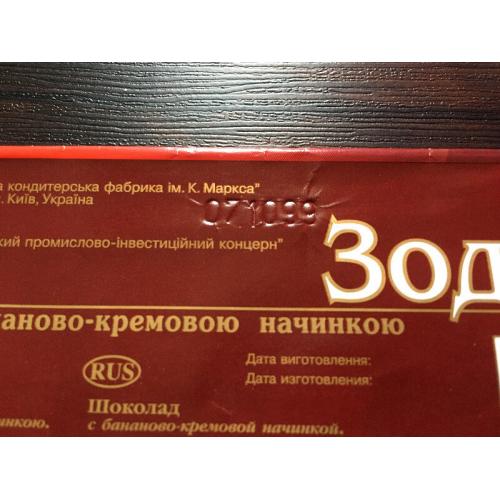 а кондитерська фабрика ім. К. Маркса"
. Київ, Україна
071099
кий промислово-інвестиційний концерн"
Зод
наново-кремовою начинкою
RUS
Дата виготовлення:
Дата изготовления:
Шоколад
инкою.
с бананово-кремовой начинкой.